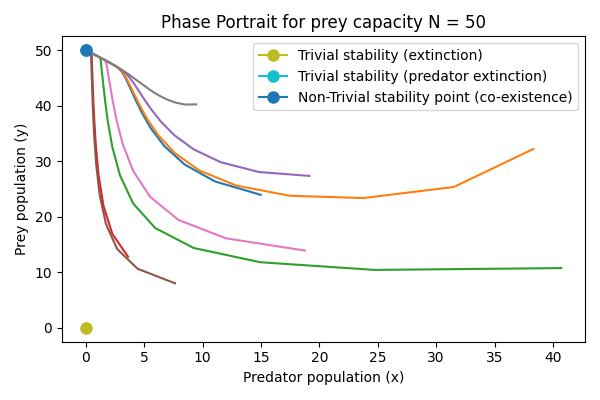 Phase Portrait for prey capacity N = 50
Trivial stability (extinction)
Trivial stability (predator extinction)
Non-Trivial stability point (co-existence)
Prey population (y)
50
40
30
20
10
0
0 5 10 15 20 25 30 35 40
Predator population (x)